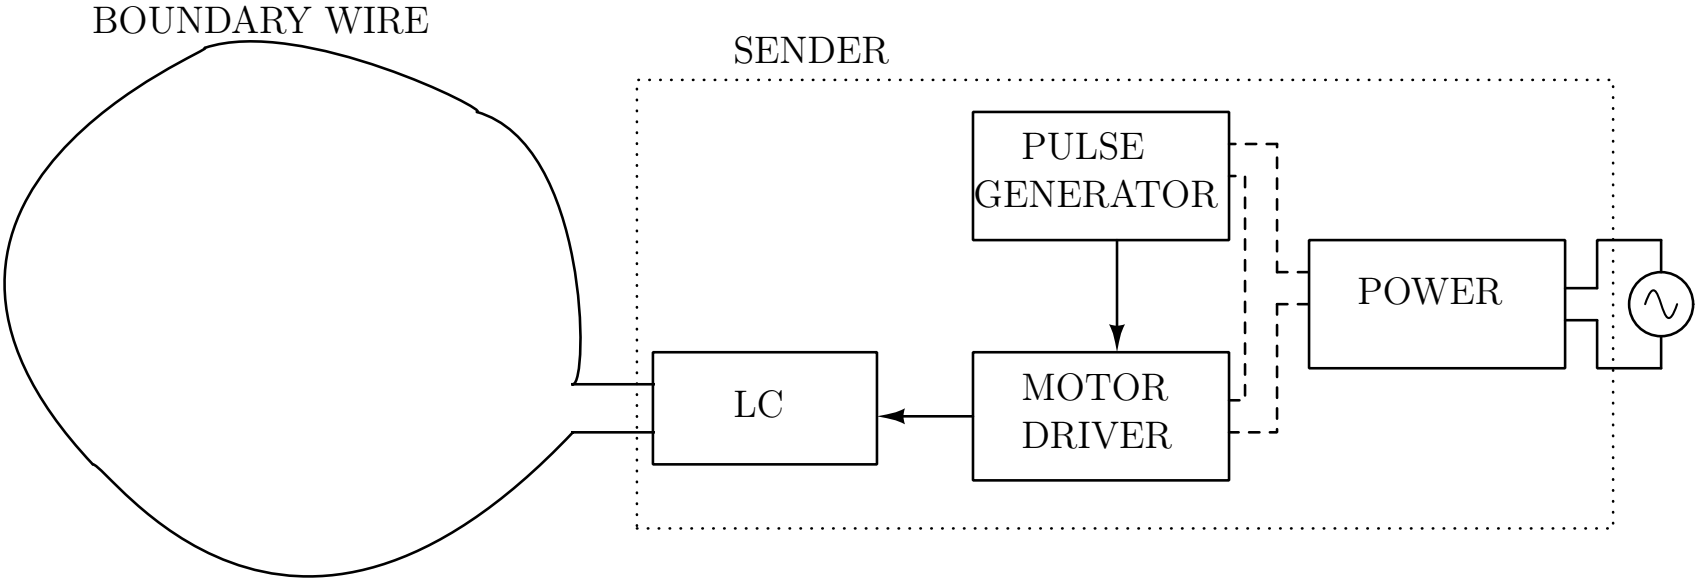 BOUNDARY WIRE
SENDER
PULSE
GENERATOR
POWER
LC
MOTOR
DRIVER